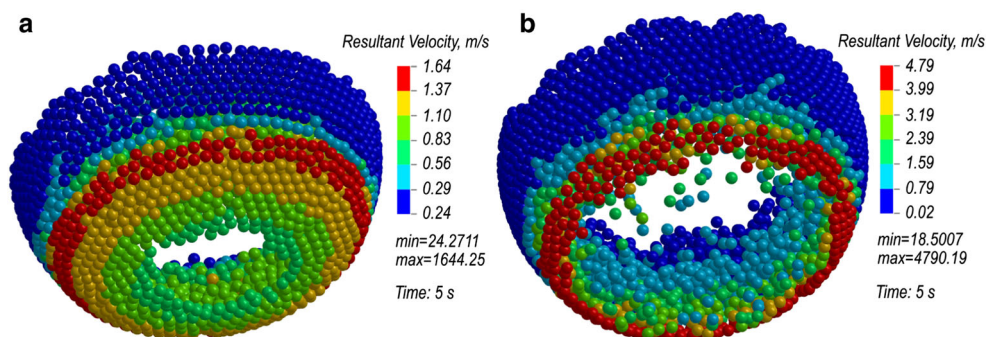 a
Resultant Velocity, m/s
1.64
1.37
1.10
0.83
0.56
0.29
0.24
min=24.2711
max=1644.25
Time: 5 s
b
Resultant Velocity, m/s
4.79
3.99
3.19
2.39
1.59
0.79
0.02
min=18.5007
max=4790.19
Time: 5 s